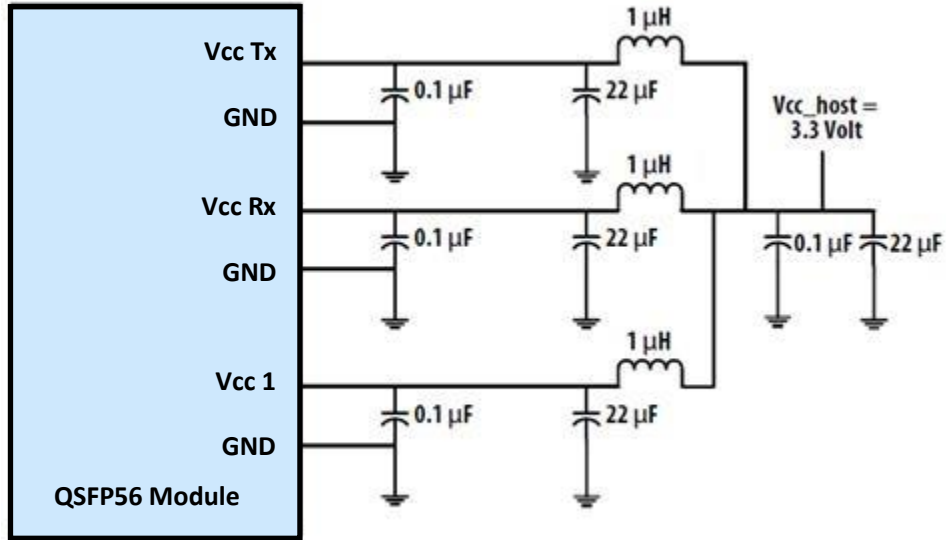 1 µH
Vcc Tx
0.1 µF
22 µF
Vcc_host =
3.3 Volt
GND
1 µH
Vcc Rx
0.1 µF
22 µF
0.1 µF
22 µF
GND
1 µH
Vcc 1
0.1 µF
22 µF
GND
QSFP56 Module